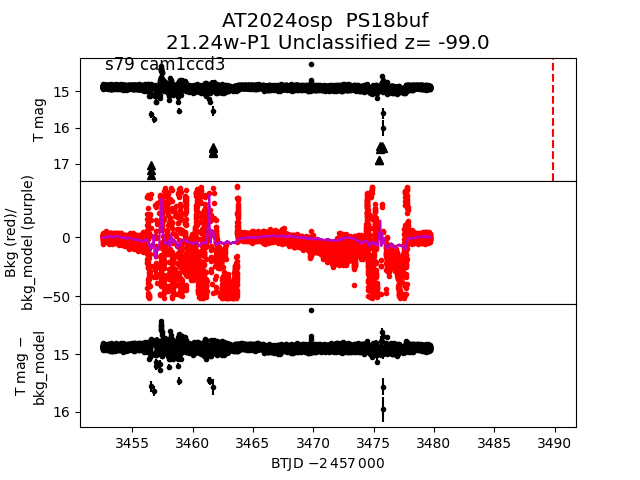 AT2024osp  PS18buf
21.24w-P1 Unclassified z= -99.0
s79 cam1ccd3
T mag
15
16
17
Bkg (red)/
bkg_model (purple)
0
−50
T mag −
bkg_model
15
16
3455
3460
3465
3470
3475
3480
3485
3490
BTJD −2 457 000